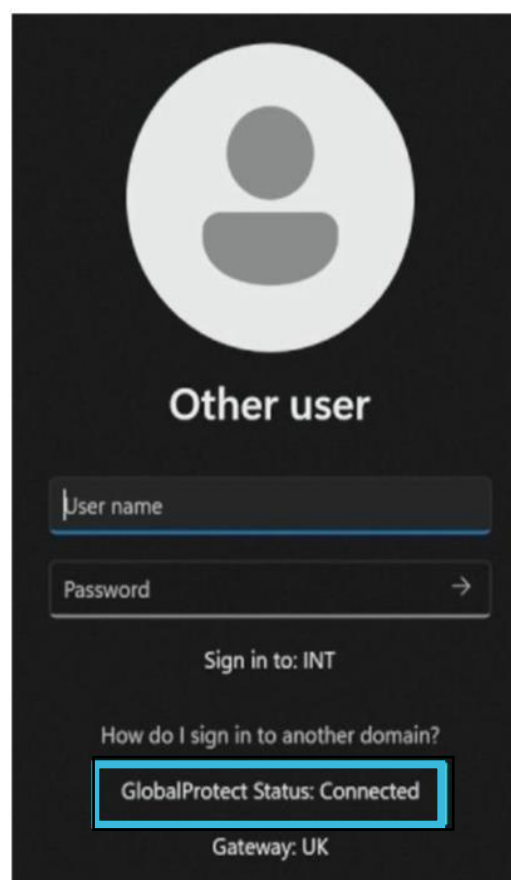 Other user
User name
Password
Sign in to: INT
How do I sign in to another domain?
GlobalProtect Status: Connected
Gateway: UK